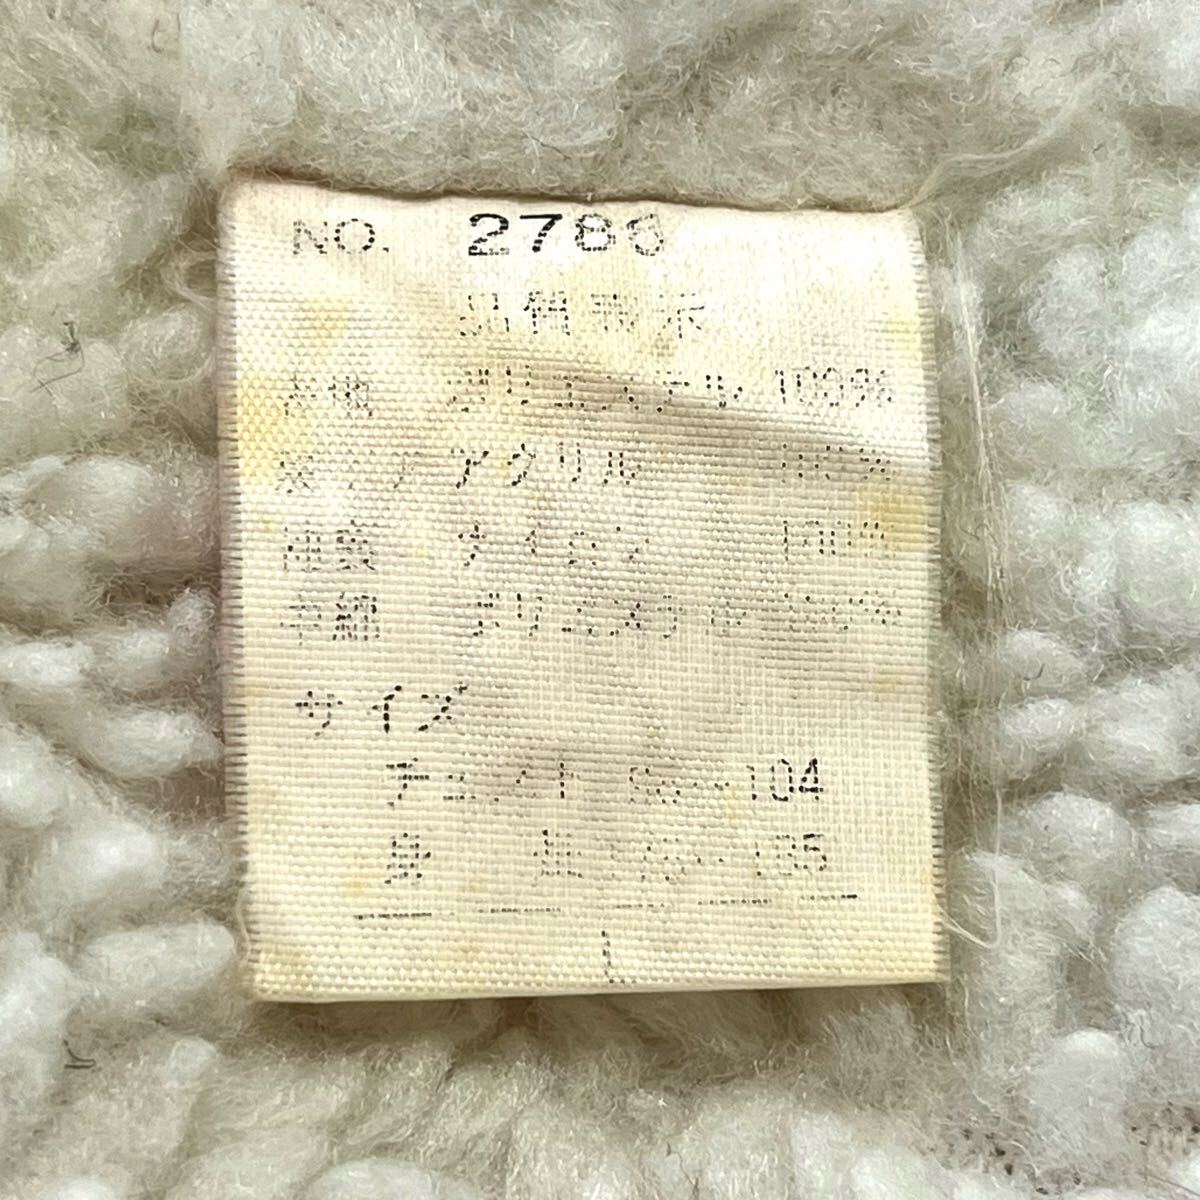 NO. 2786
品質表示
表地 ポリエステル 100%
アクリル 100%
袖裏 ナイロン 100%
中綿 ポリエステル 100%
サイズ
チェスト 96~104
身 長 175~185
L